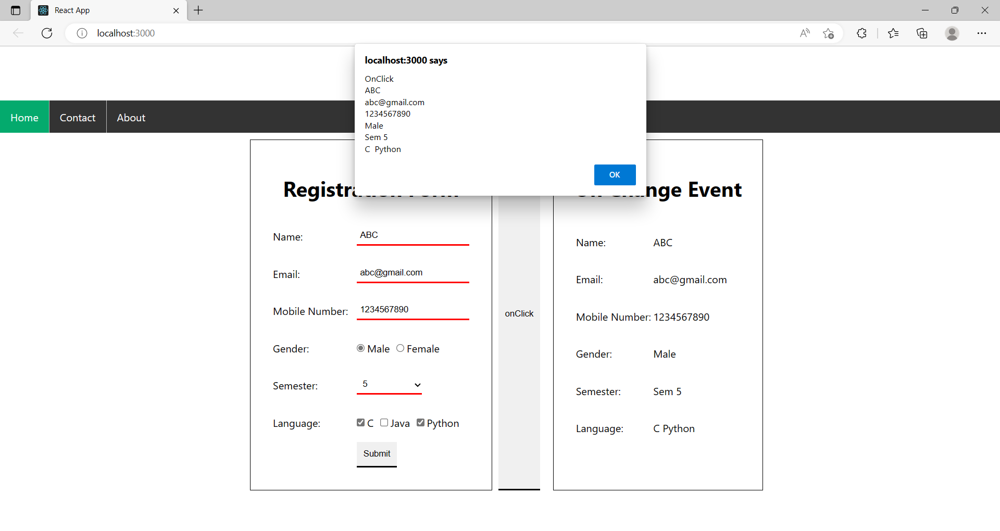 React App
localhost:3000
localhost:3000 says
OnClick
ABC
abc@gmail.com
1234567890
Male
Sem 5
C Python
OK
Home
Contact
About
Name:
ABC
Email:
abc@gmail.com
Mobile Number:
1234567890
Gender:
Male
Female
Semester:
5
Language:
C
Java
Python
Submit
onClick
nge Event
Name:
ABC
Email:
abc@gmail.com
Mobile Number:
1234567890
Gender:
Male
Semester:
Sem 5
Language:
C Python